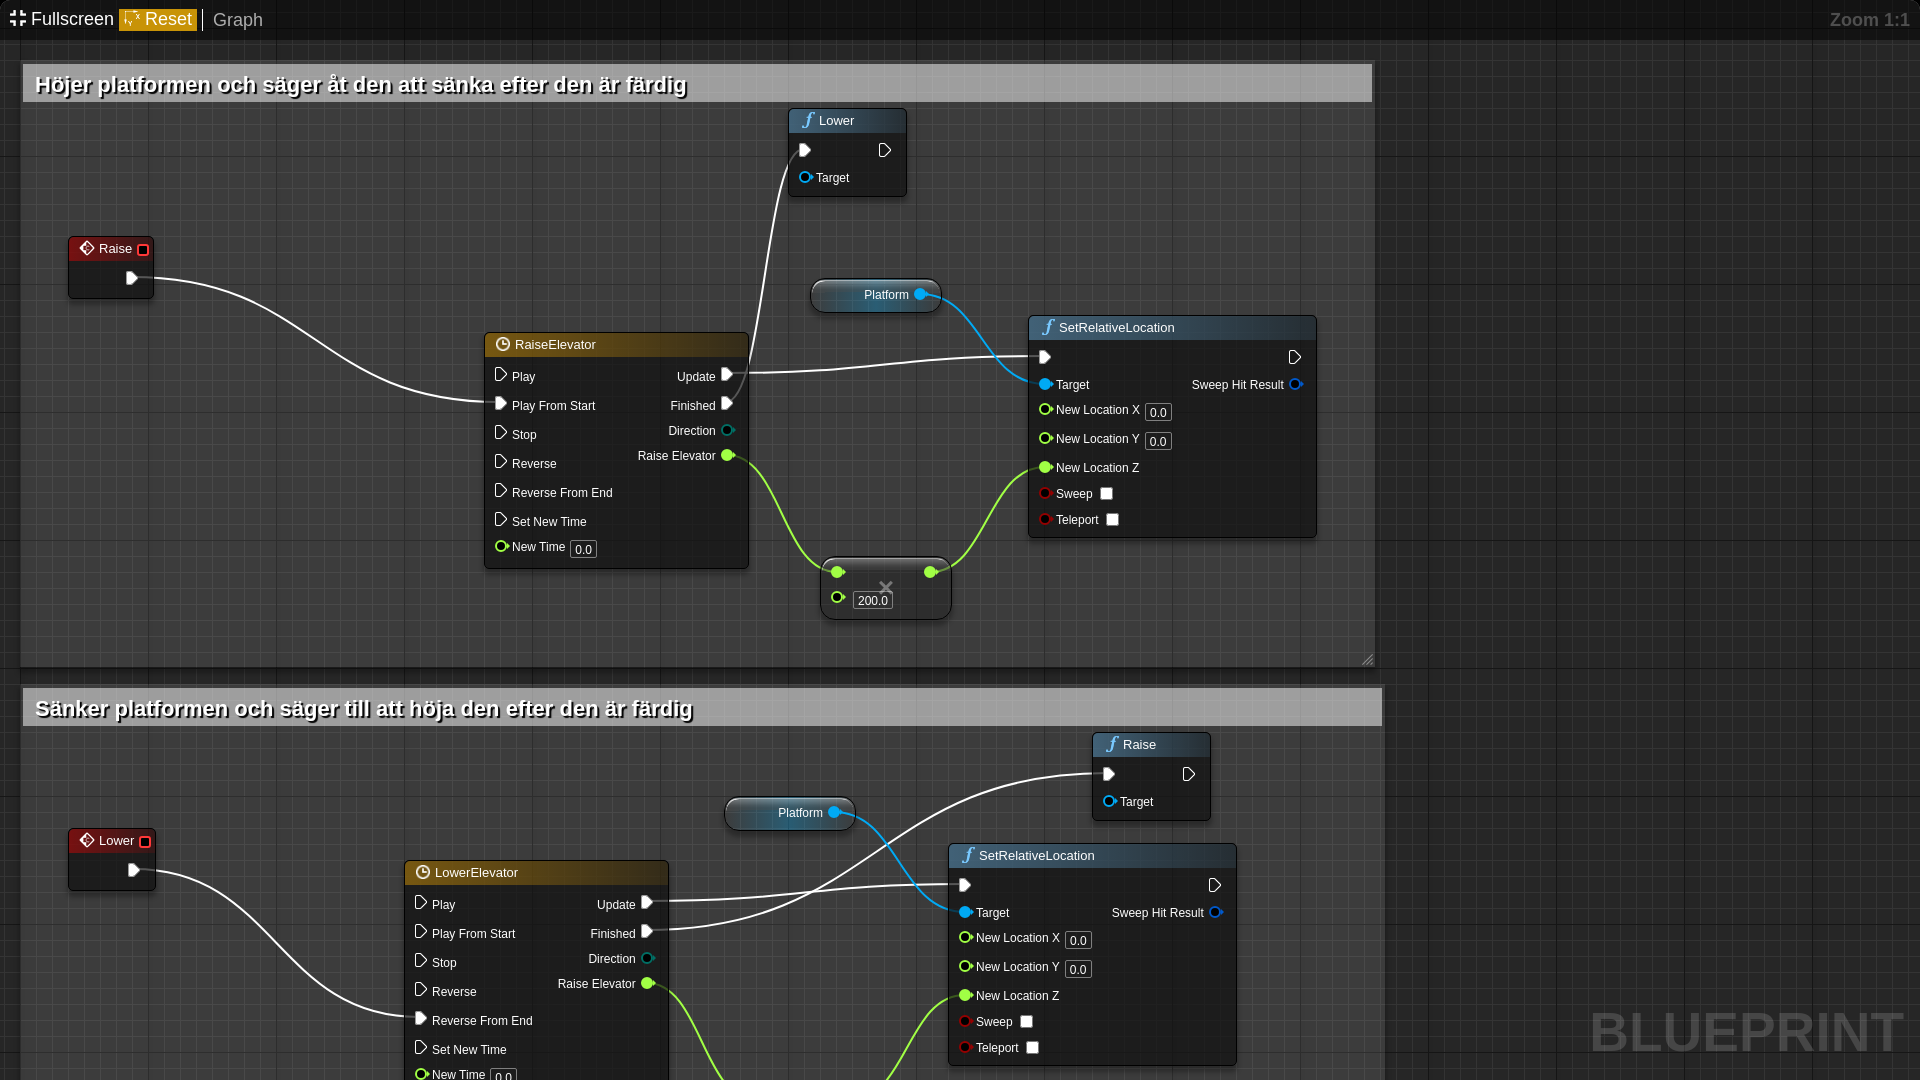 Fullscreen Reset Graph Zoom 1:1
Höjer platformen och säger åt den att sänka efter den är färdig
Lower
Target
Raise
Platform
RaiseElevator
Play Update
Play From Start Finished
Stop Direction
Reverse Raise Elevator
Reverse From End
Set New Time
New Time 0.0
SetRelativeLocation
Target Sweep Hit Result
New Location X 0.0
New Location Y 0.0
New Location Z
Sweep
Teleport
200.0
Sänker platformen och säger till att höja den efter den är färdig
Raise
Target
Platform
Lower
LowerElevator
Play Update
Play From Start Finished
Stop Direction
Reverse Raise Elevator
Reverse From End
Set New Time
New Time 0.0
SetRelativeLocation
Target Sweep Hit Result
New Location X 0.0
New Location Y 0.0
New Location Z
Sweep
Teleport
BLUEPRINT